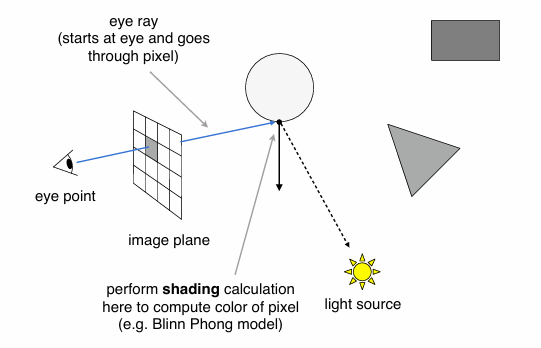 eye ray
(starts at eye and goes
through pixel)
eye point
image plane
perform shading calculation
here to compute color of pixel
(e.g. Blinn Phong model)
light source